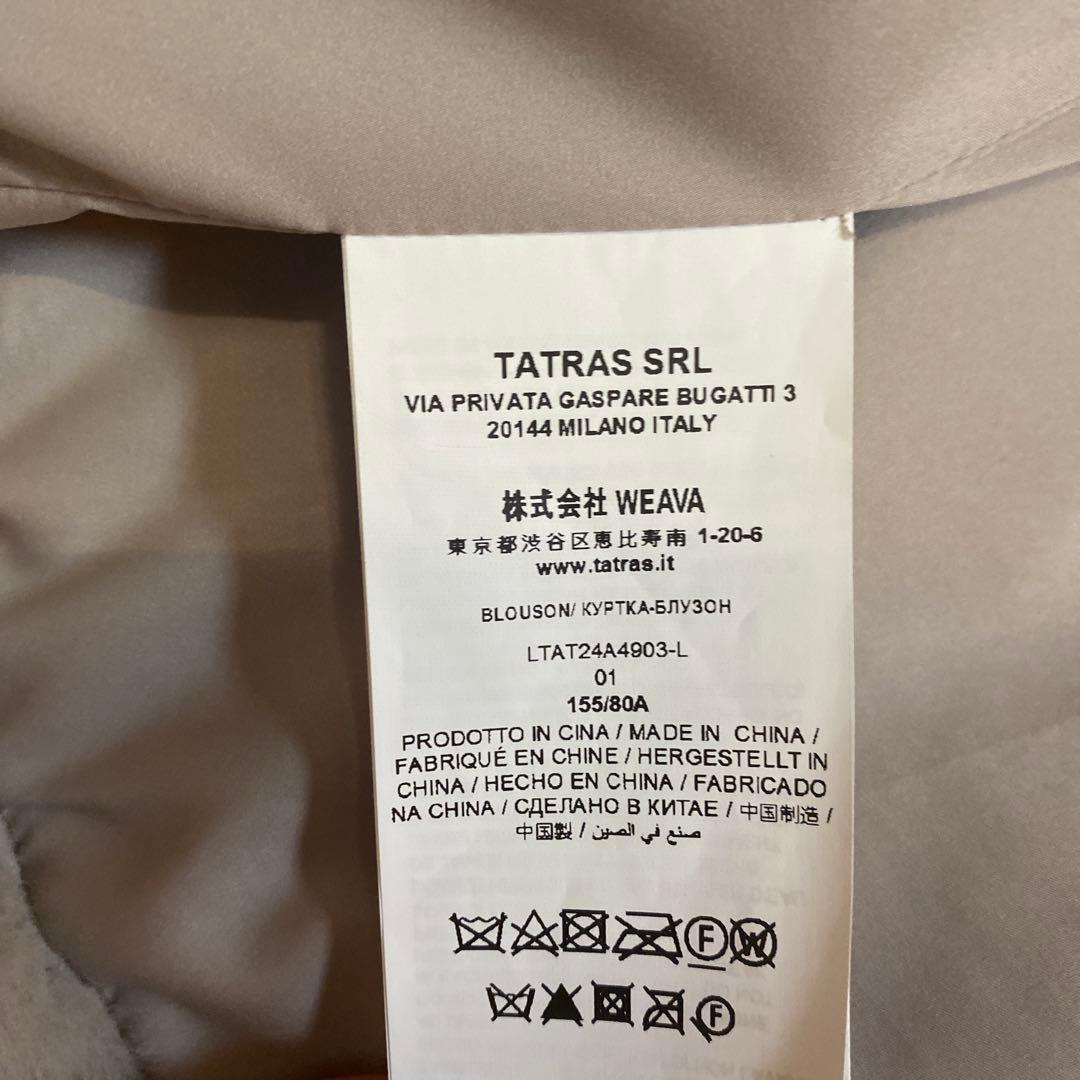 TATRAS SRL
VIA PRIVATA GASPARE BUGATTI 3
20144 MILANO ITALY
株式会社 WEAVA
東京都渋谷区恵比寿南 1-20-6
www.tatras.it
BLOUSON/ КУРТКА-БЛУЗОН
LTAT24A4903-L
01
155/80A
PRODOTTO IN CINA / MADE IN CHINA /
FABRIQUÉ EN CHINE / HERGESTELLT IN
CHINA / HECHO EN CHINA / FABRICADO
NA CHINA / СДЕЛАНО В КИТАЕ / 中国制造 /
中国製 / صنع في الصين
F W
F